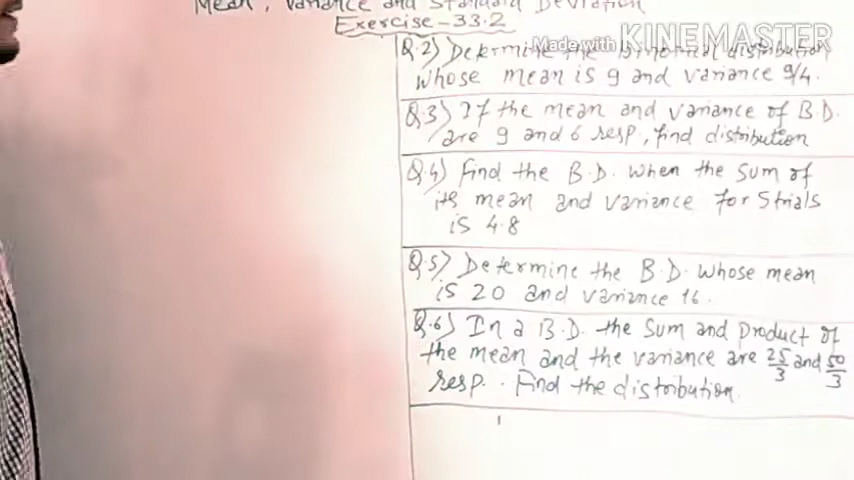 Mean, Variance and Standard Deviation
Exercise-33.2
Made with KINEMASTER
Q.2) Determine the binomial distribution
whose mean is 9 and variance 9/4.
Q.3) If the mean and variance of B.D.
are 9 and 6 resp, find distribution
Q.4) Find the B.D. when the sum of
its mean and variance for 5 trials
is 4.8
Q.5) Determine the B.D. whose mean
is 20 and variance 16.
Q.6) In a B.D. the sum and product of
the mean and the variance are 25/3 and 50/3
resp. Find the distribution.